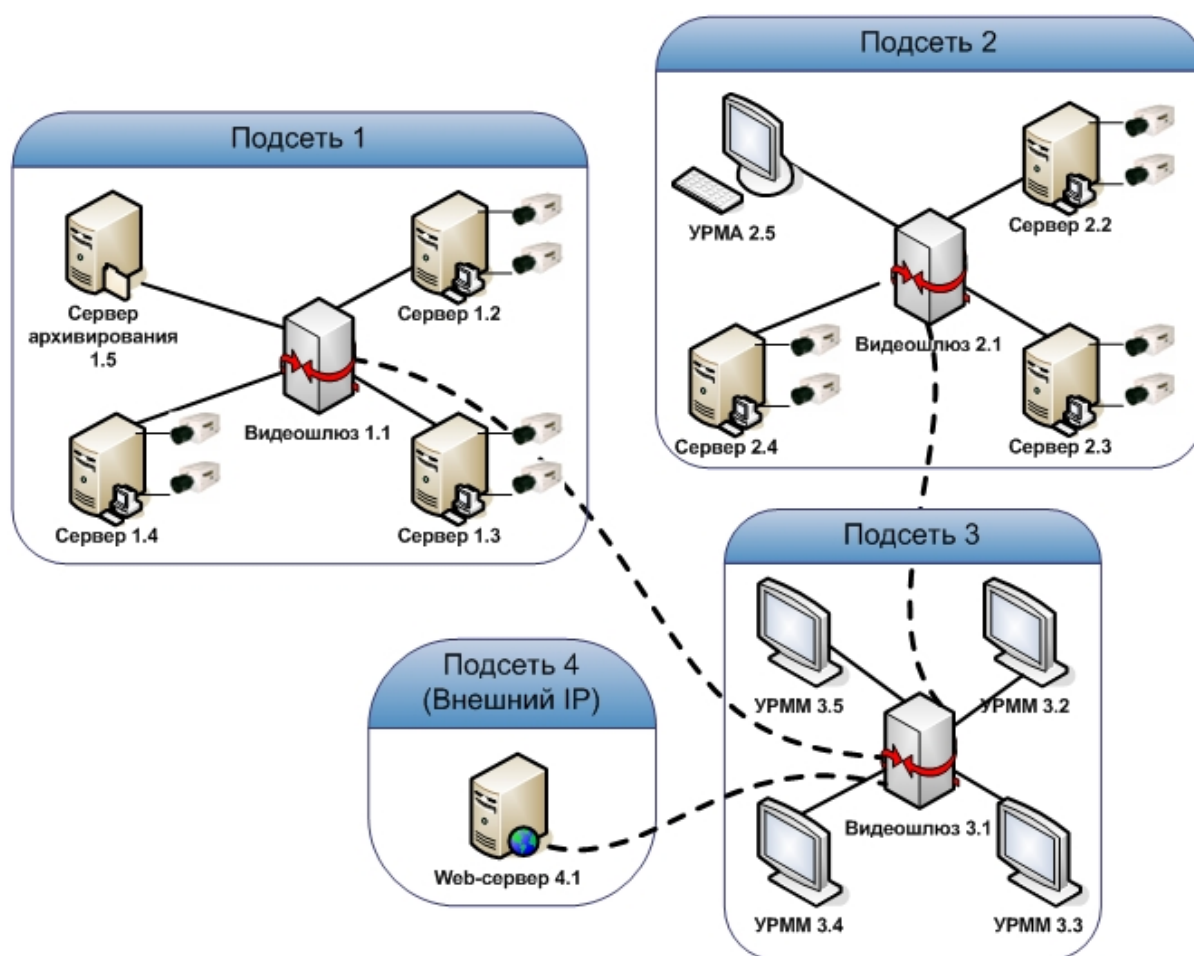 Подсеть 1
Сервер
архивирования
1.5
Сервер 1.2
Видеошлюз 1.1
Сервер 1.4
Сервер 1.3
Подсеть 2
УРМА 2.5
Сервер 2.2
Видеошлюз 2.1
Сервер 2.4
Сервер 2.3
Подсеть 3
УРММ 3.5
УРММ 3.2
Видеошлюз 3.1
УРММ 3.4
УРММ 3.3
Подсеть 4
(Внешний IP)
Web-сервер 4.1